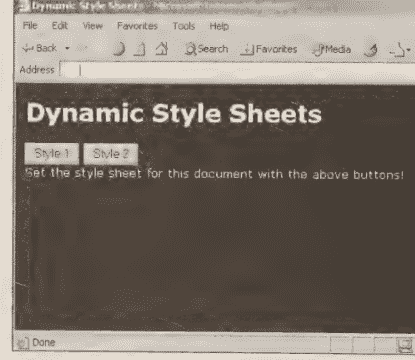 Dynamic Style Sheets - Microsoft
File Edit View Favorites Tools Help
Back Search Favorites Media
Address
Dynamic Style Sheets
Style 1 Style 2
Set the style sheet for this document with the above buttons!
Done